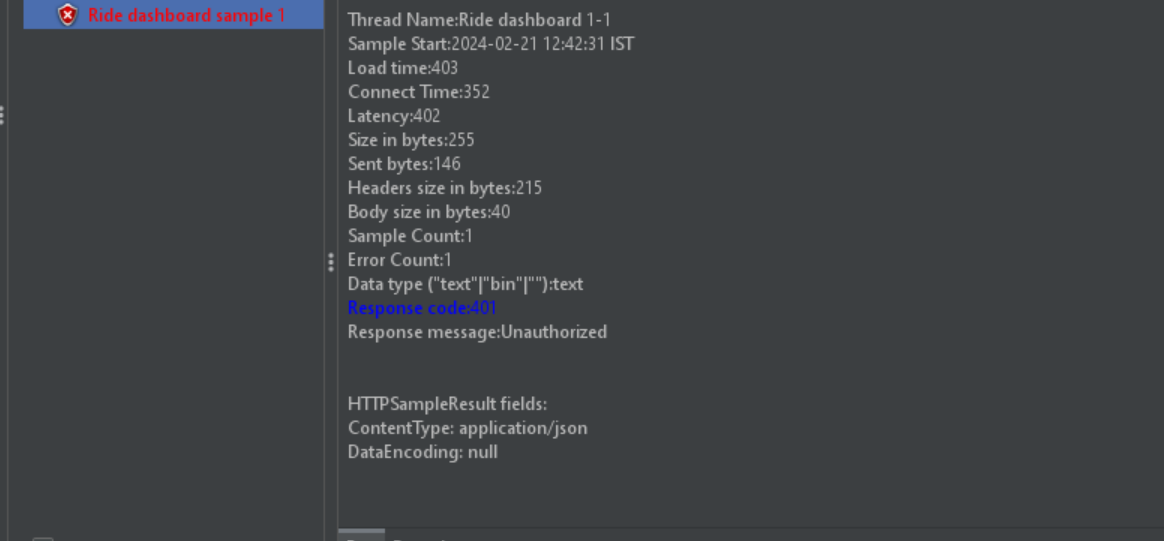 Ride dashboard sample 1
Thread Name:Ride dashboard 1-1
Sample Start:2024-02-21 12:42:31 IST
Load time:403
Connect Time:352
Latency:402
Size in bytes:255
Sent bytes:146
Headers size in bytes:215
Body size in bytes:40
Sample Count:1
Error Count:1
Data type ("text"|"bin"|""):text
Response code:401
Response message:Unauthorized
HTTPSampleResult fields:
ContentType: application/json
DataEncoding: null